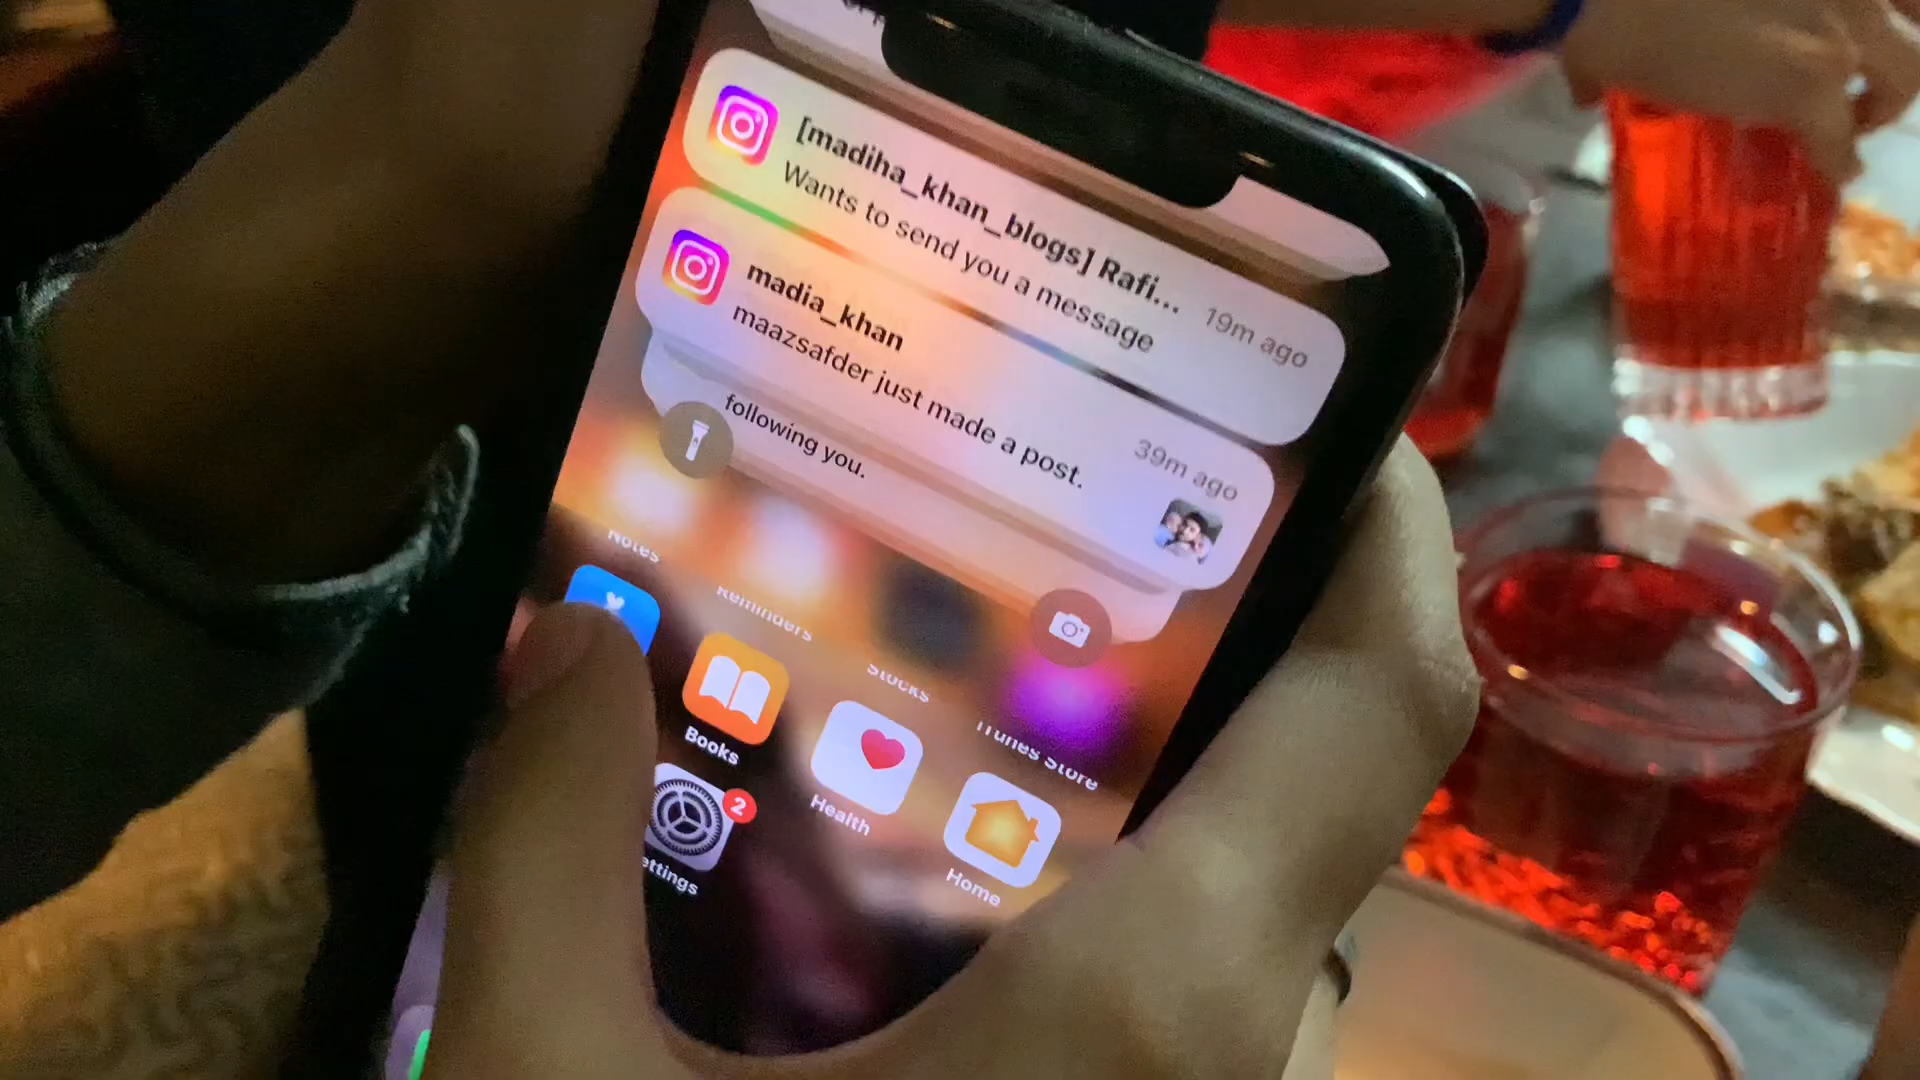 [madiha_khan_blogs] Rafi...
19m ago
Wants to send you a message
madia_khan
39m ago
maazsafder just made a post.
following you.
Notes
Reminders
Stocks
iTunes Store
Books
Health
Home
2
ettings